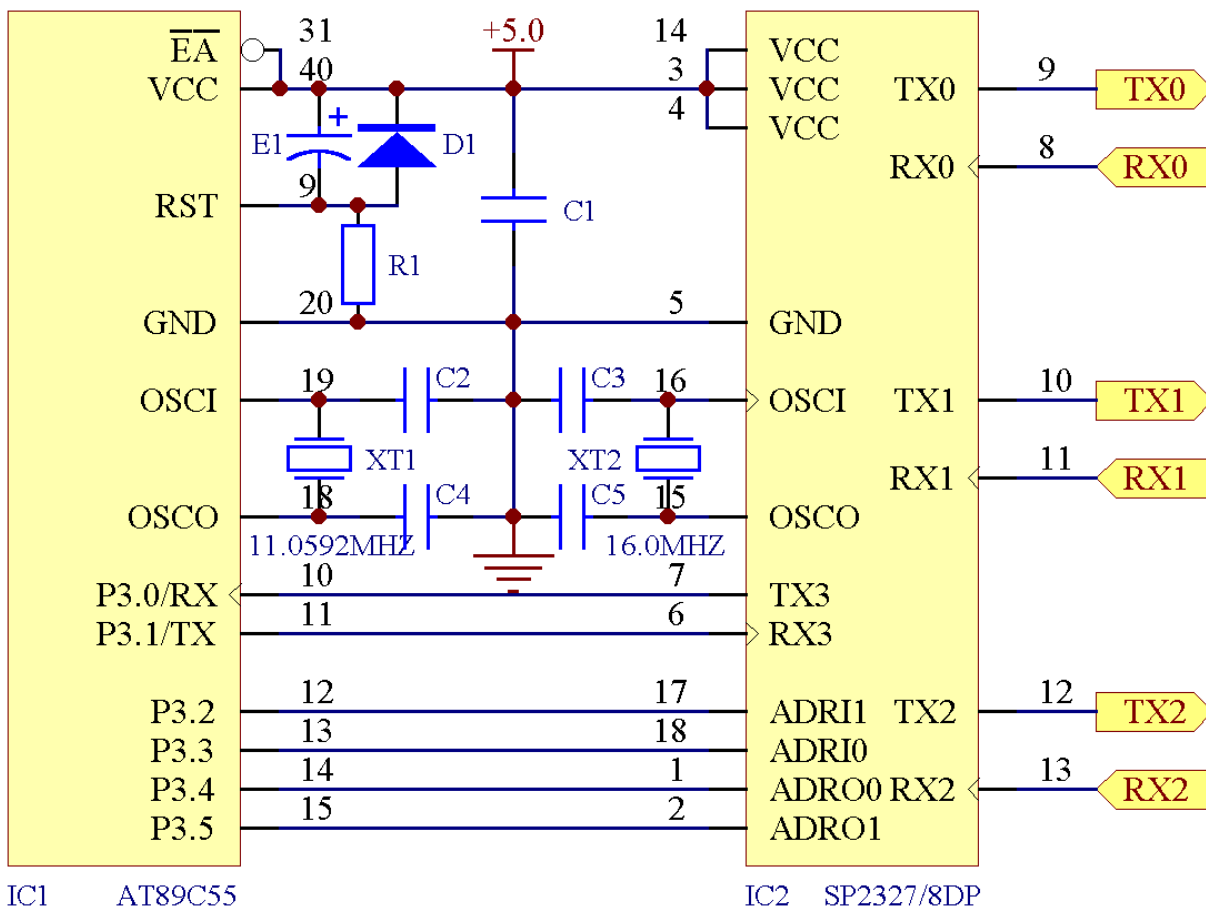 31 +5.0 14
EA VCC
40 3 9
VCC VCC TX0 TX0
4
E1 + D1 VCC
8
9 RX0 RX0
RST C1
R1
20 5
GND GND
19 C2 C3 16 10
OSCI OSCI TX1 TX1
XT1 XT2 11
RX1 RX1
18 C4 C5 15
OSCO OSCO
11.0592MHZ 16.0MHZ
10 7
P3.0/RX TX3
11 6
P3.1/TX RX3
12 17 12
P3.2 ADRI1 TX2 TX2
13 18
P3.3 ADRI0
14 1 13
P3.4 ADRO0 RX2 RX2
15 2
P3.5 ADRO1
IC1 AT89C55 IC2 SP2327/8DP